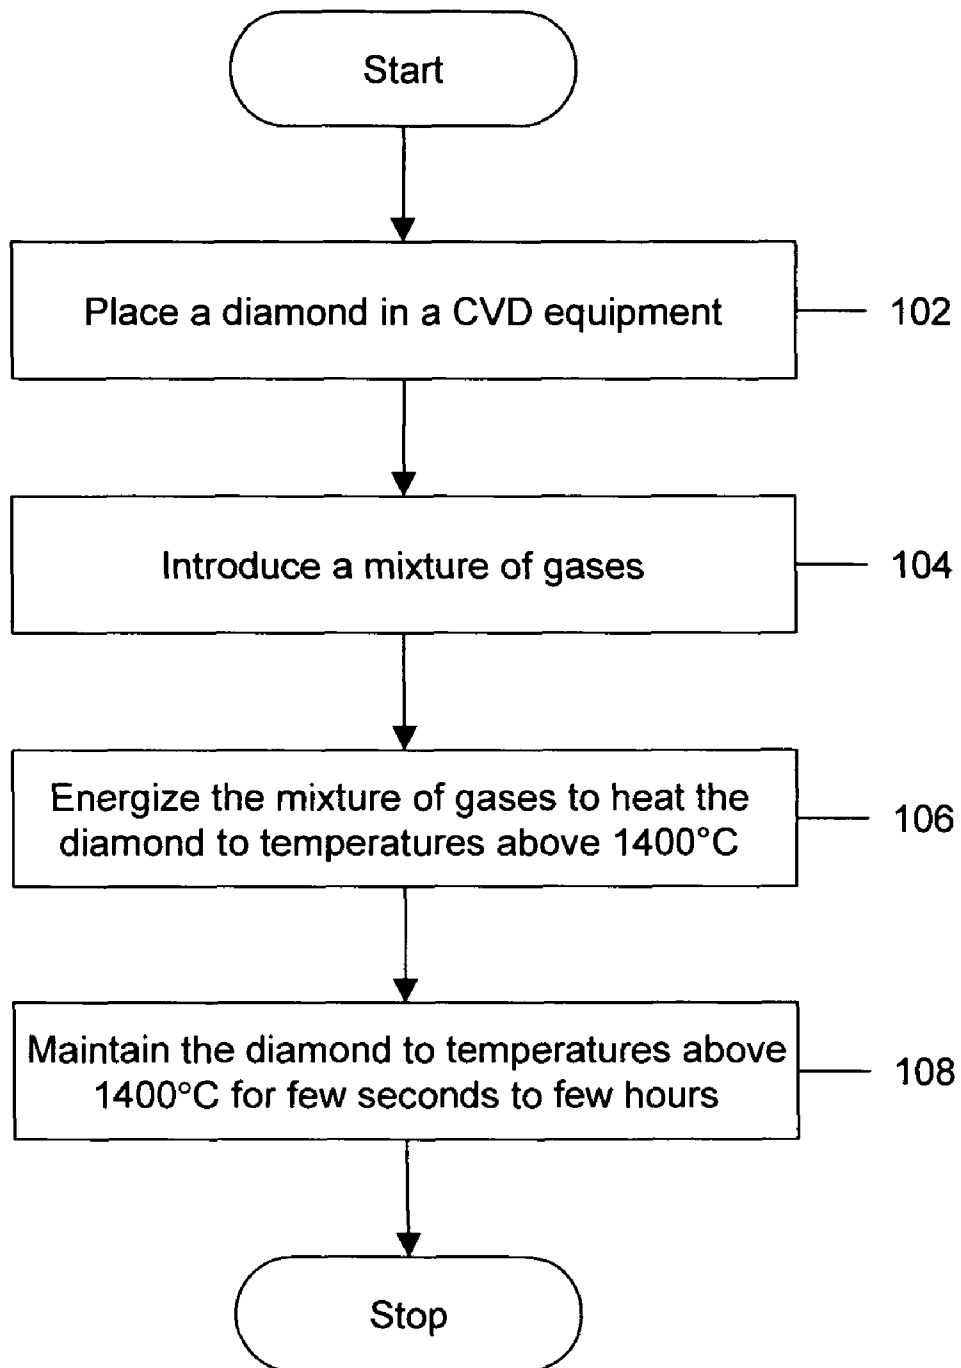 Start
Place a diamond in a CVD equipment
102
Introduce a mixture of gases
104
Energize the mixture of gases to heat the
diamond to temperatures above 1400°C
106
Maintain the diamond to temperatures above
1400°C for few seconds to few hours
108
Stop